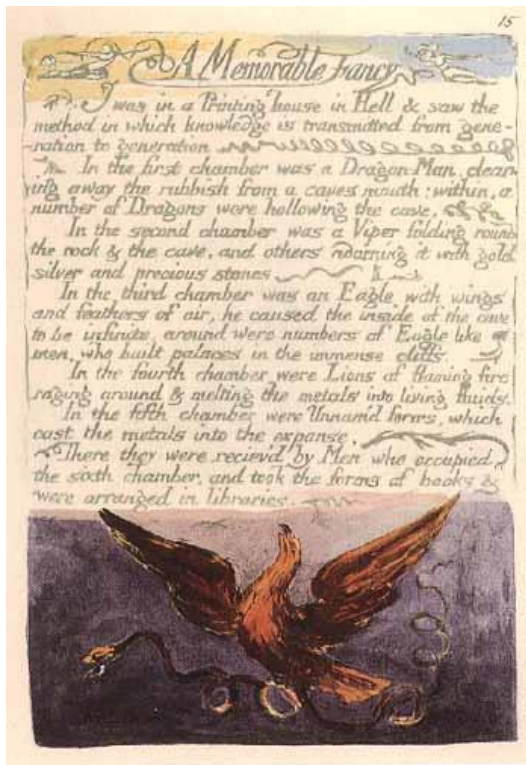 15
A Memorable Fancy
I was in a Printing house in Hell & saw the
method in which knowledge is transmitted from gene-
-ration to generation
In the first chamber was a Dragon-Man, clear-
ing away the rubbish from a caves mouth; within, a
number of Dragons were hollowing the cave,
In the second chamber was a Viper folding round
the rock & the cave, and others adorning it with gold
silver and precious stones
In the third chamber was an Eagle with wings
and feathers of air, he caused the inside of the cave
to be infinite, around were numbers of Eagle like
men, who built palaces in the immense cliffs.
In the fourth chamber were Lions of flaming fire
raging around & melting the metals into living fluids.
In the fifth chamber were Unnam'd forms, which
cast the metals into the expanse,
There they were reciev'd by Men who occupied
the sixth chamber, and took the forms of books &
were arranged in libraries.